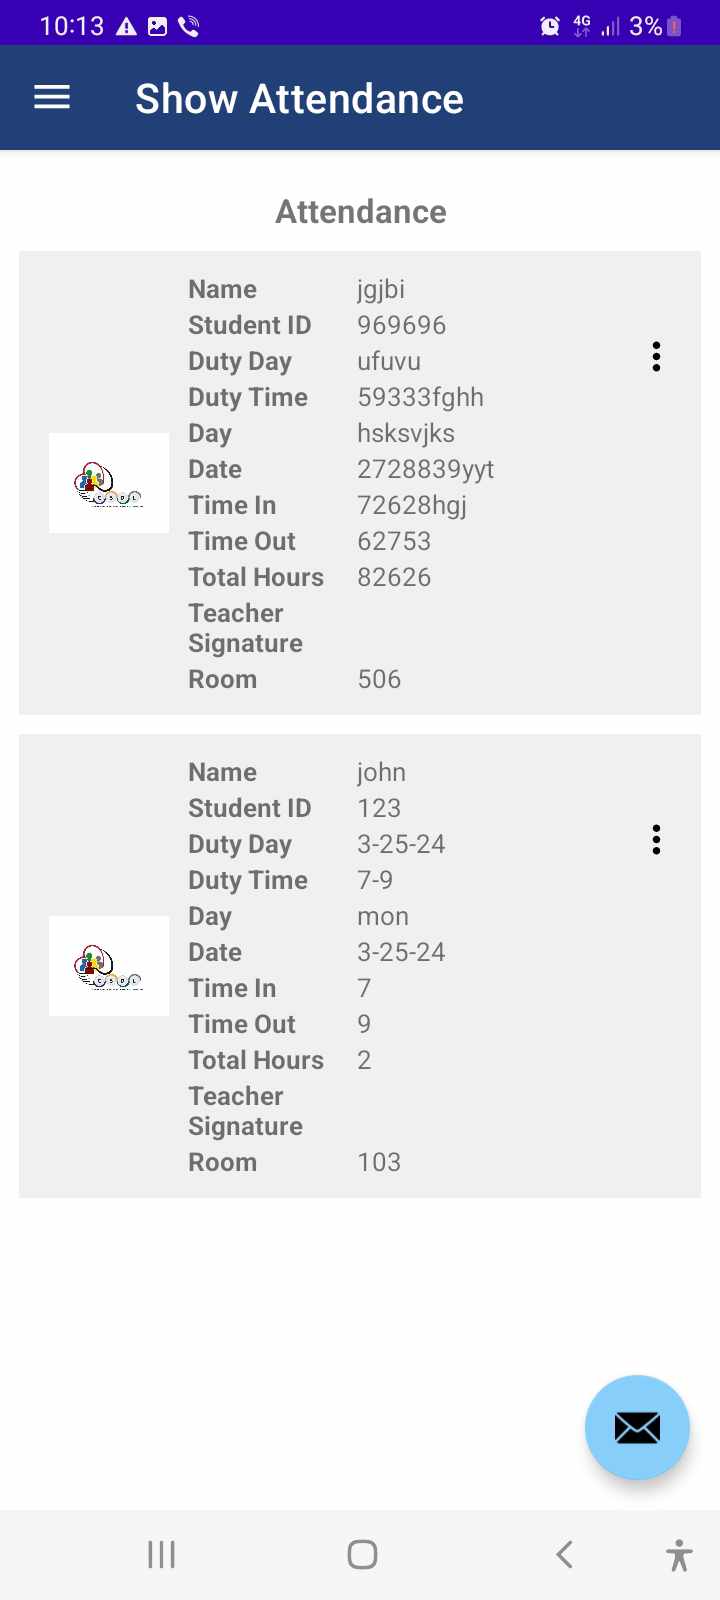 10:13 4G 3%
Show Attendance
Attendance
Name jgjbi
Student ID 969696
Duty Day ufuvu
Duty Time 59333fghh
Day hsksvjks
Date 2728839yyt
Time In 72628hgj
Time Out 62753
Total Hours 82626
Teacher
Signature
Room 506
Name john
Student ID 123
Duty Day 3-25-24
Duty Time 7-9
Day mon
Date 3-25-24
Time In 7
Time Out 9
Total Hours 2
Teacher
Signature
Room 103